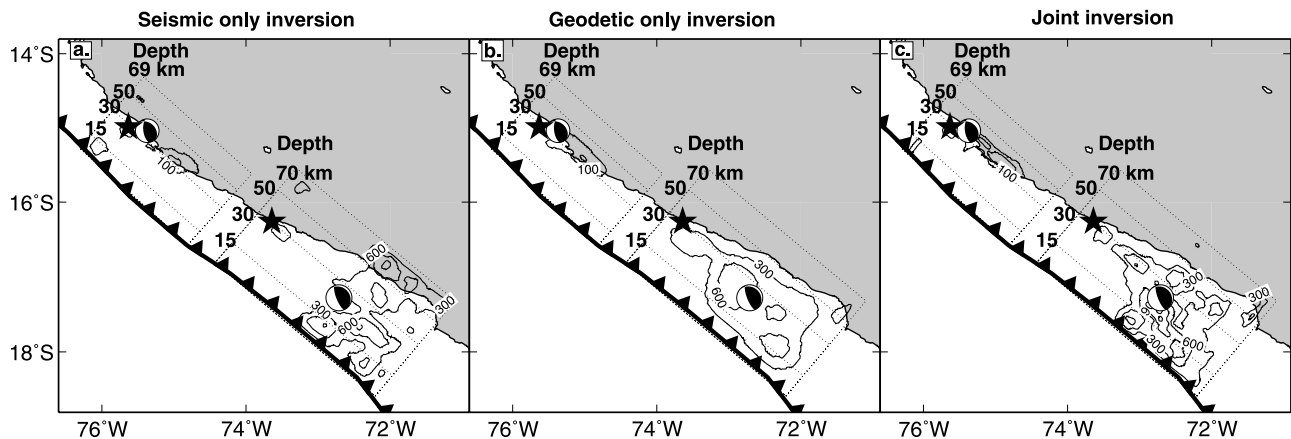 Seismic only inversion
Geodetic only inversion
Joint inversion
14°S
16°S
18°S
a.
Depth
69 km
50
30
15
100
Depth
70 km
50
30
15
600
300
300
600
b.
Depth
69 km
50
30
15
100
Depth
70 km
50
30
15
300
600
c.
Depth
69 km
50
30
15
100
Depth
70 km
50
30
15
300
300
600
300
76°W
74°W
72°W
76°W
74°W
72°W
76°W
74°W
72°W